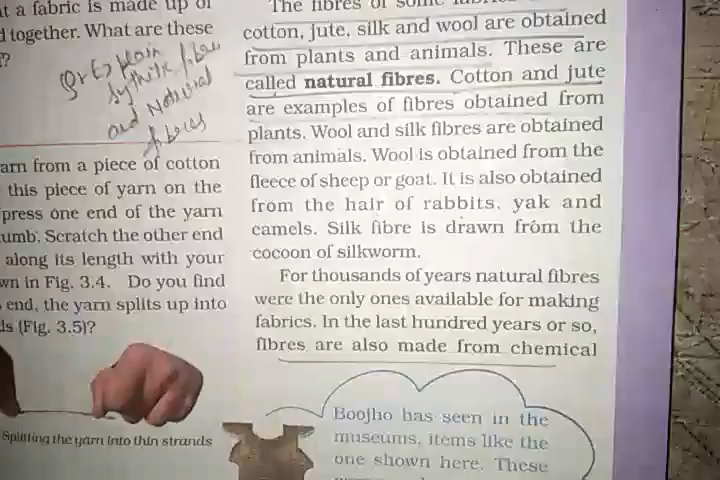 at a fabric is made up of
d together. What are these
?
Q1 Explain
and
fibres
arn from a piece of cotton
this piece of yarn on the
press one end of the yarn
umb. Scratch the other end
along its length with your
wn in Fig. 3.4. Do you find
end, the yarn splits up into
ds (Fig. 3.5)?
Splitting the yarn into thin strands
The fibres of some
cotton, jute, silk and wool are obtained
from plants and animals. These are
called natural fibres. Cotton and jute
are examples of fibres obtained from
plants. Wool and silk fibres are obtained
from animals. Wool is obtained from the
fleece of sheep or goat. It is also obtained
from the hair of rabbits, yak and
camels. Silk fibre is drawn from the
cocoon of silkworm.
For thousands of years natural fibres
were the only ones available for making
fabrics. In the last hundred years or so,
fibres are also made from chemical
Boojho has seen in the
museums, items like the
one shown here. These